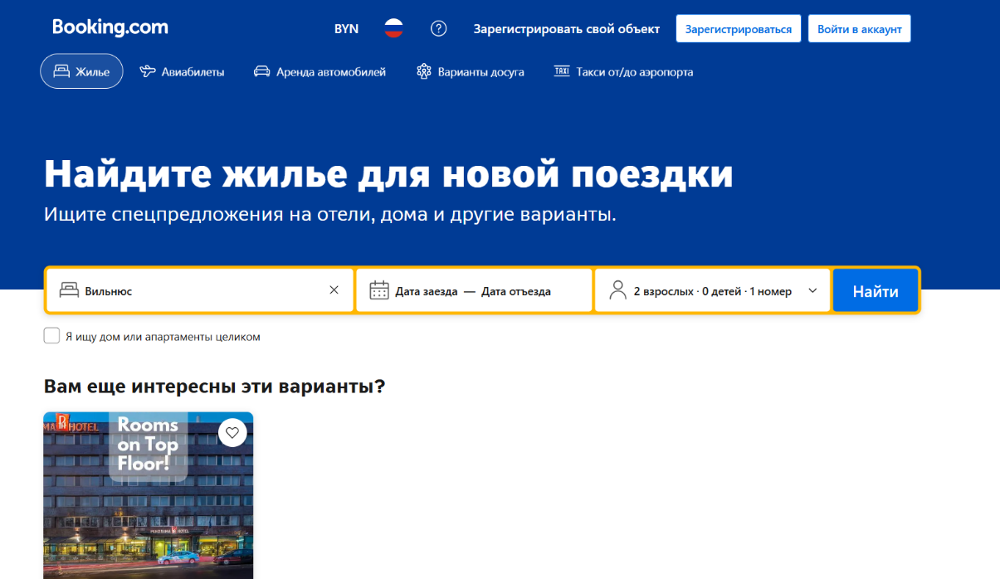 Booking.com
BYN
Зарегистрировать свой объект
Зарегистрироваться
Войти в аккаунт
Жилье
Авиабилеты
Аренда автомобилей
Варианты досуга
TAXI Такси от/до аэропорта
Найдите жилье для новой поездки
Ищите спецпредложения на отели, дома и другие варианты.
Вильнюс
Дата заезда — Дата отъезда
2 взрослых · 0 детей · 1 номер
Найти
Я ищу дом или апартаменты целиком
Вам еще интересны эти варианты?
MA HOTEL
Rooms
on Top
Floor!
PANORAMA HOTEL